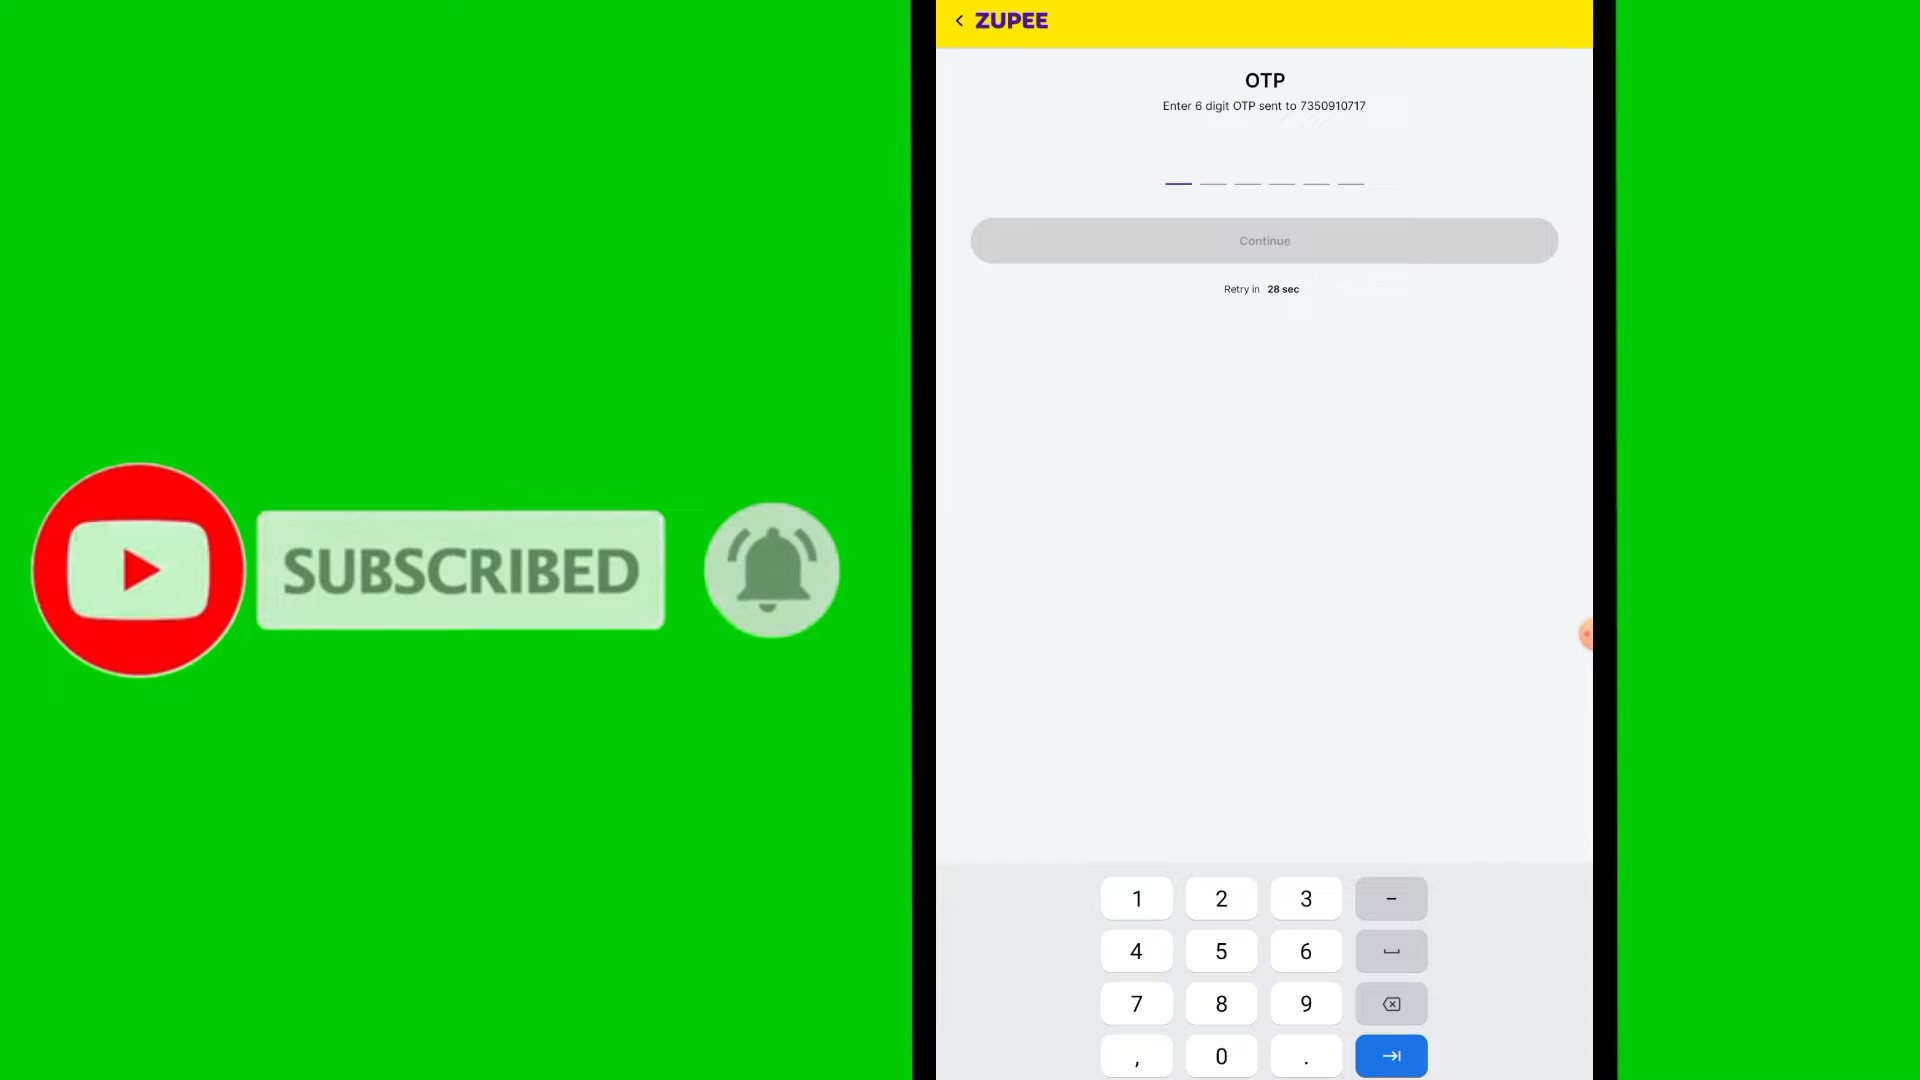 SUBSCRIBED
ZUPEE
OTP
Enter 6 digit OTP sent to 7350910717
Continue
Retry in 28 sec
1 2 3 -
4 5 6
7 8 9
, 0 .